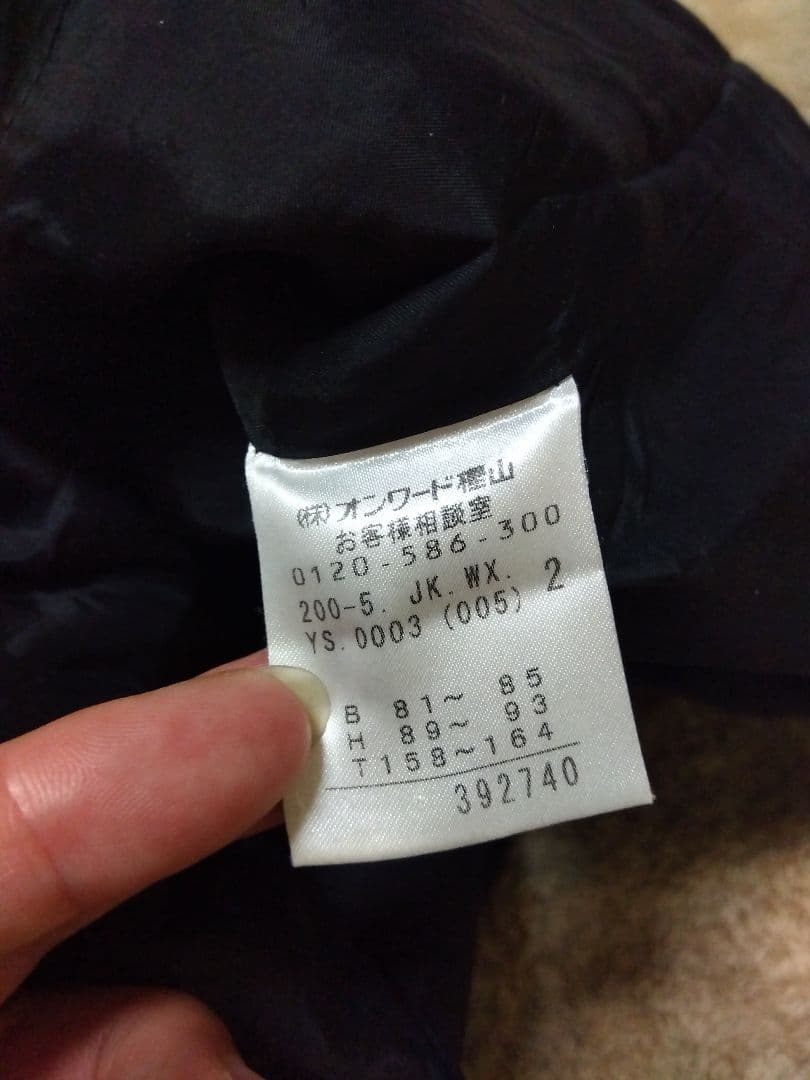 (株)オンワード樫山
お客様相談室
0120-586-300
200-5. JK. WX. 2
YS. 0003 (005)
B 81～ 85
H 89～ 93
T158～164
392740